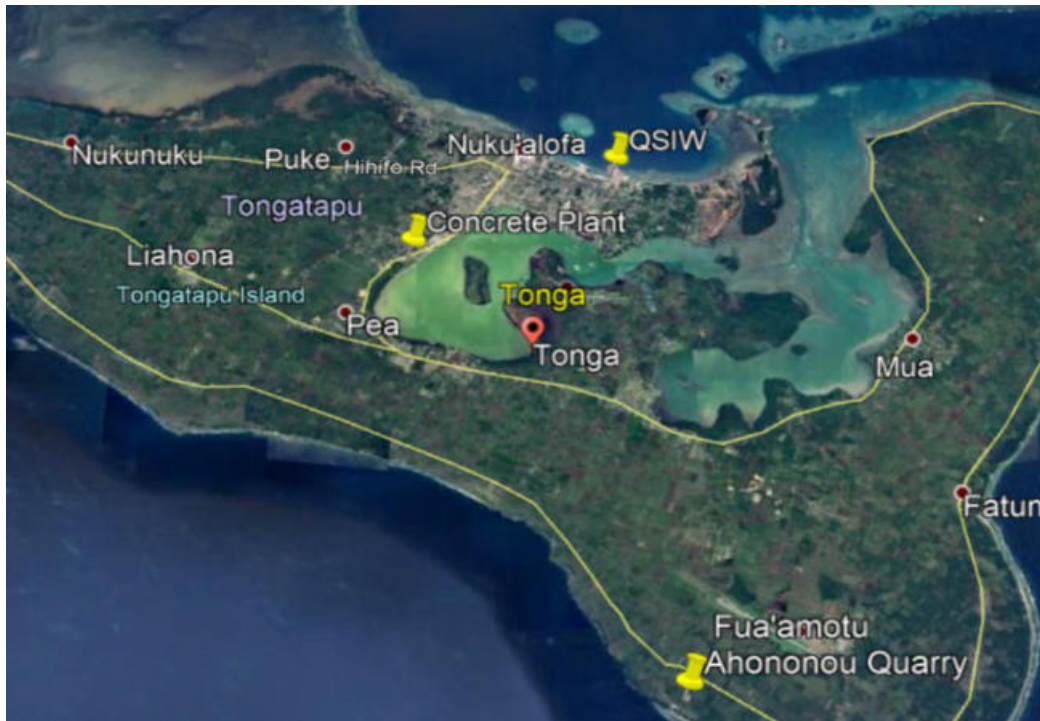 Nukunuku
Puke
Hihifo Rd
Nuku'alofa
QSIW
Tongatapu
Concrete Plant
Liahona
Tongatapu Island
Tonga
Pea
Tonga
Mua
Fatum
Fua'amotu
Ahononou Quarry